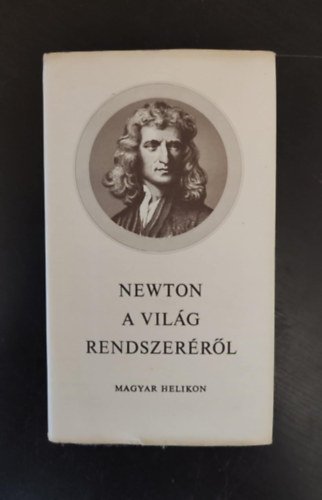 NEWTON
A VILÁG
RENDSZERÉRŐL
MAGYAR HELIKON